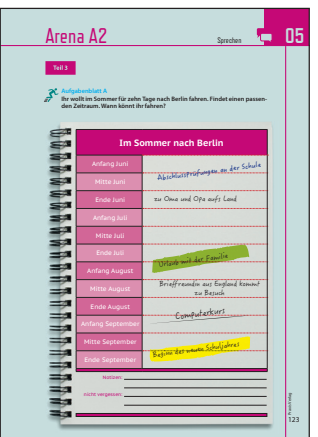 Arena A2
Sprechen
05
Teil 3
Aufgabenblatt A
Ihr wollt im Sommer für zehn Tage nach Berlin fahren. Findet einen passen-
den Zeitraum. Wann könnt ihr fahren?
Im Sommer nach Berlin
Anfang Juni
Abschlussprüfungen an der Schule
Mitte Juni
Ende Juni
zu Oma und Opa aufs Land
Anfang Juli
Mitte Juli
Ende Juli
Urlaub mit der Familie
Anfang August
Mitte August
Brieffreundin aus England kommt
zu Besuch
Ende August
Computerkurs
Anfang September
Mitte September
Beginn des neuen Schuljahres
Ende September
Notizen:
nicht vergessen:
123